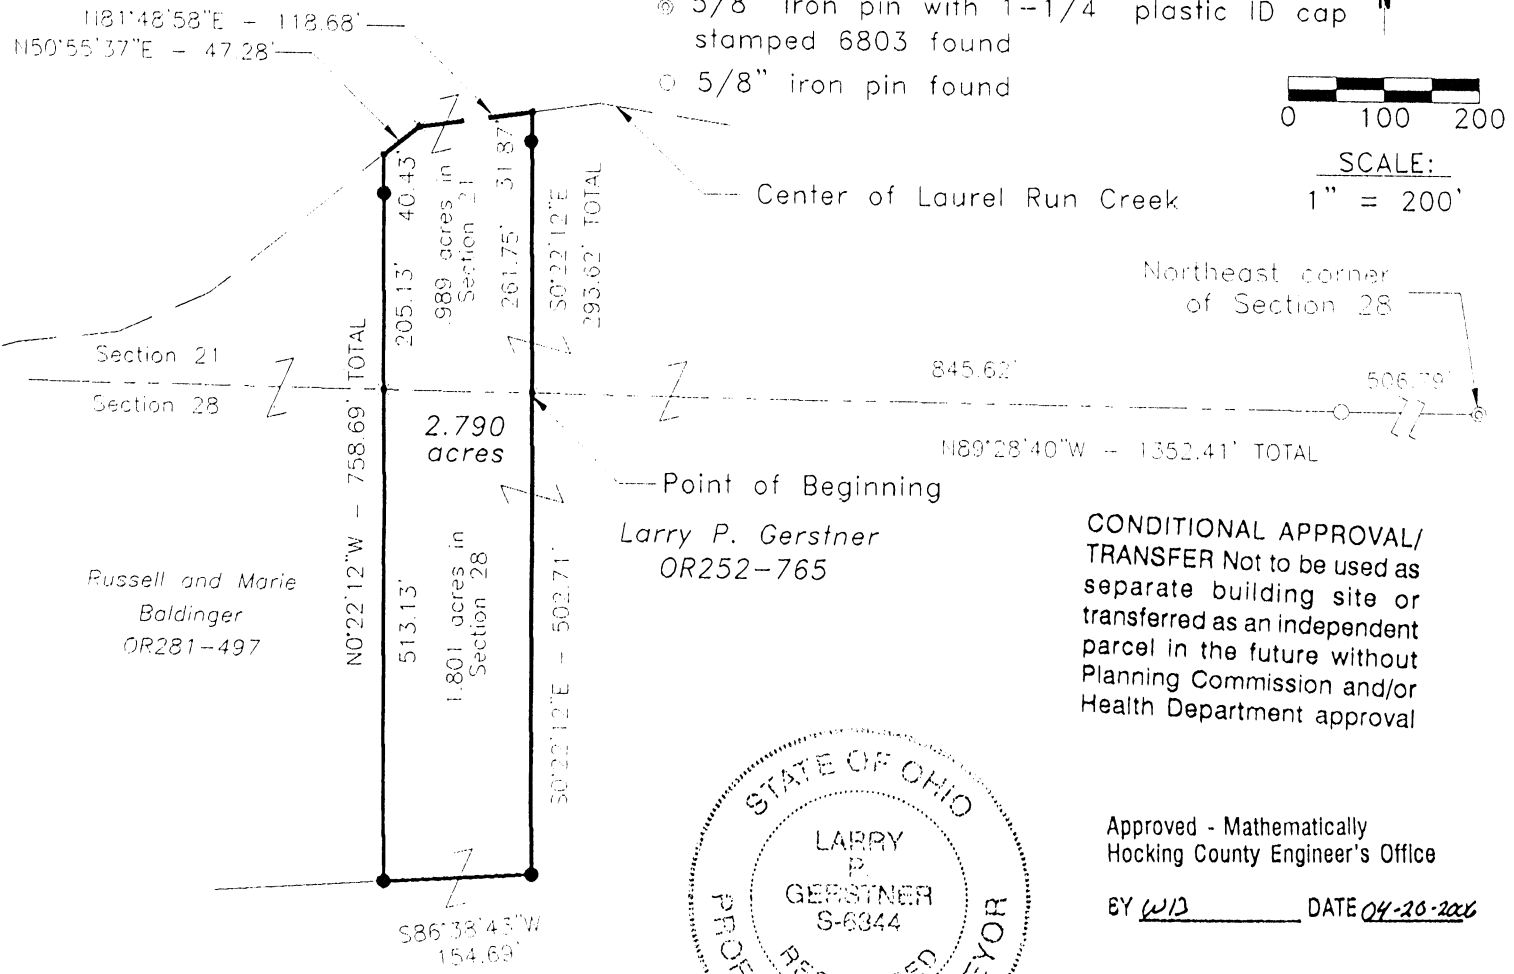 N81°48'58"E - 118.68'
N50°55'37"E - 47.28'
5/8" iron pin with 1-1/4" plastic ID cap
stamped 6803 found
5/8" iron pin found
0 100 200
SCALE:
1" = 200'
Center of Laurel Run Creek
Northeast corner
of Section 28
40.43'
205.13'
.989 acres in
Section 21
31.87'
261.75'
S0°22'12"E
293.62' TOTAL
Section 21
Section 28
845.62'
506.79'
N89°28'40"W - 1352.41' TOTAL
2.790
acres
Point of Beginning
Larry P. Gerstner
OR252-765
N0°22'12"W - 758.69' TOTAL
513.13'
1.801 acres in
Section 28
S0°22'12"E - 502.71'
Russell and Marie
Baldinger
OR281-497
S86°38'43"W
154.69'
CONDITIONAL APPROVAL/
TRANSFER Not to be used as
separate building site or
transferred as an independent
parcel in the future without
Planning Commission and/or
Health Department approval
STATE OF OHIO
LARRY
P.
GERSTNER
S-6344
Approved - Mathematically
Hocking County Engineer's Office
BY WB DATE 04-20-2006